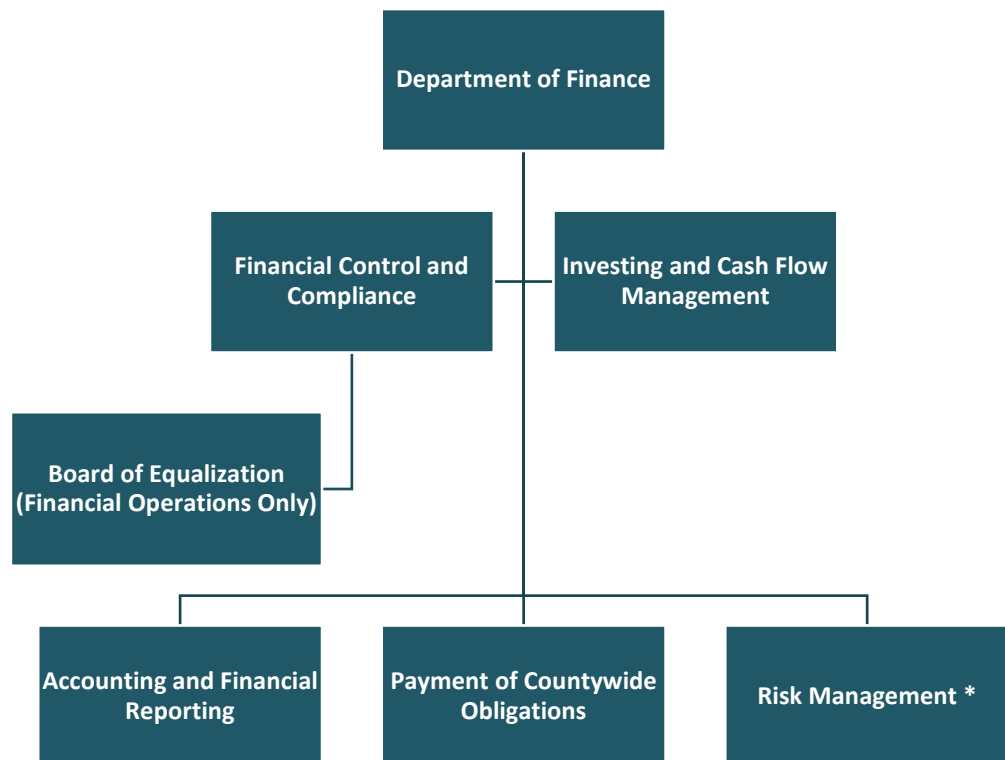 Department of Finance
Financial Control and
Compliance
Investing and Cash Flow
Management
Board of Equalization
(Financial Operations Only)
Accounting and Financial
Reporting
Payment of Countywide
Obligations
Risk Management *